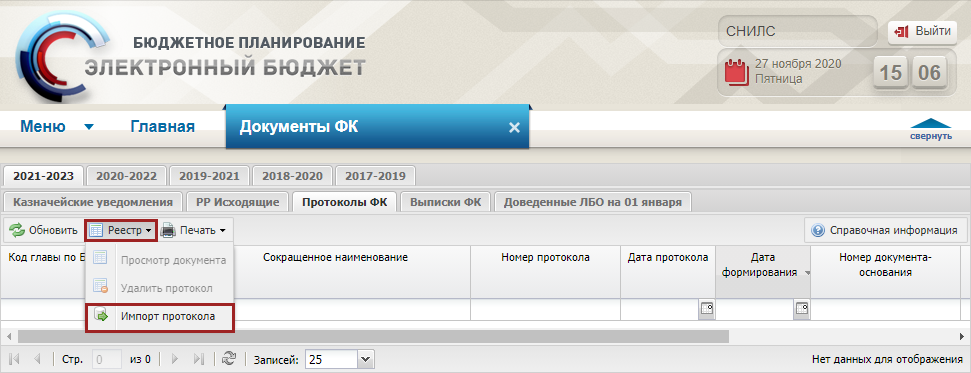 БЮДЖЕТНОЕ ПЛАНИРОВАНИЕ
ЭЛЕКТРОННЫЙ БЮДЖЕТ
СНИЛС
Выйти
27 ноября 2020
Пятница
15 06
Меню Главная Документы ФК
свернуть
2021-2023 2020-2022 2019-2021 2018-2020 2017-2019
Казначейские уведомления РР Исходящие Протоколы ФК Выписки ФК Доведенные ЛБО на 01 января
Обновить Реестр Печать Справочная информация
Код главы по Сокращенное наименование Номер протокола Дата протокола Дата формирования Номер документа-основания
Просмотр документа
Удалить протокол
Импорт протокола
Стр. 0 из 0 Записей: 25 Нет данных для отображения